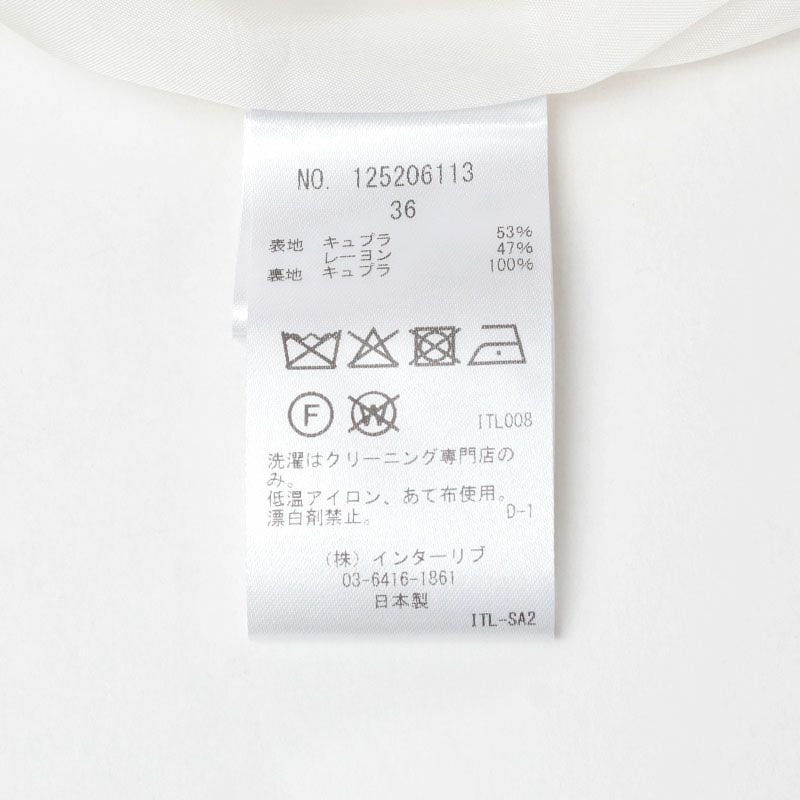 NO. 125206113
36
表地 キュプラ 53%
レーヨン 47%
裏地 キュプラ 100%
F W ITL008
洗濯はクリーニング専門店の
み。
低温アイロン、あて布使用。
漂白剤禁止。 D-1
(株)インターリブ
03-6416-1861
日本製
ITL-SA2